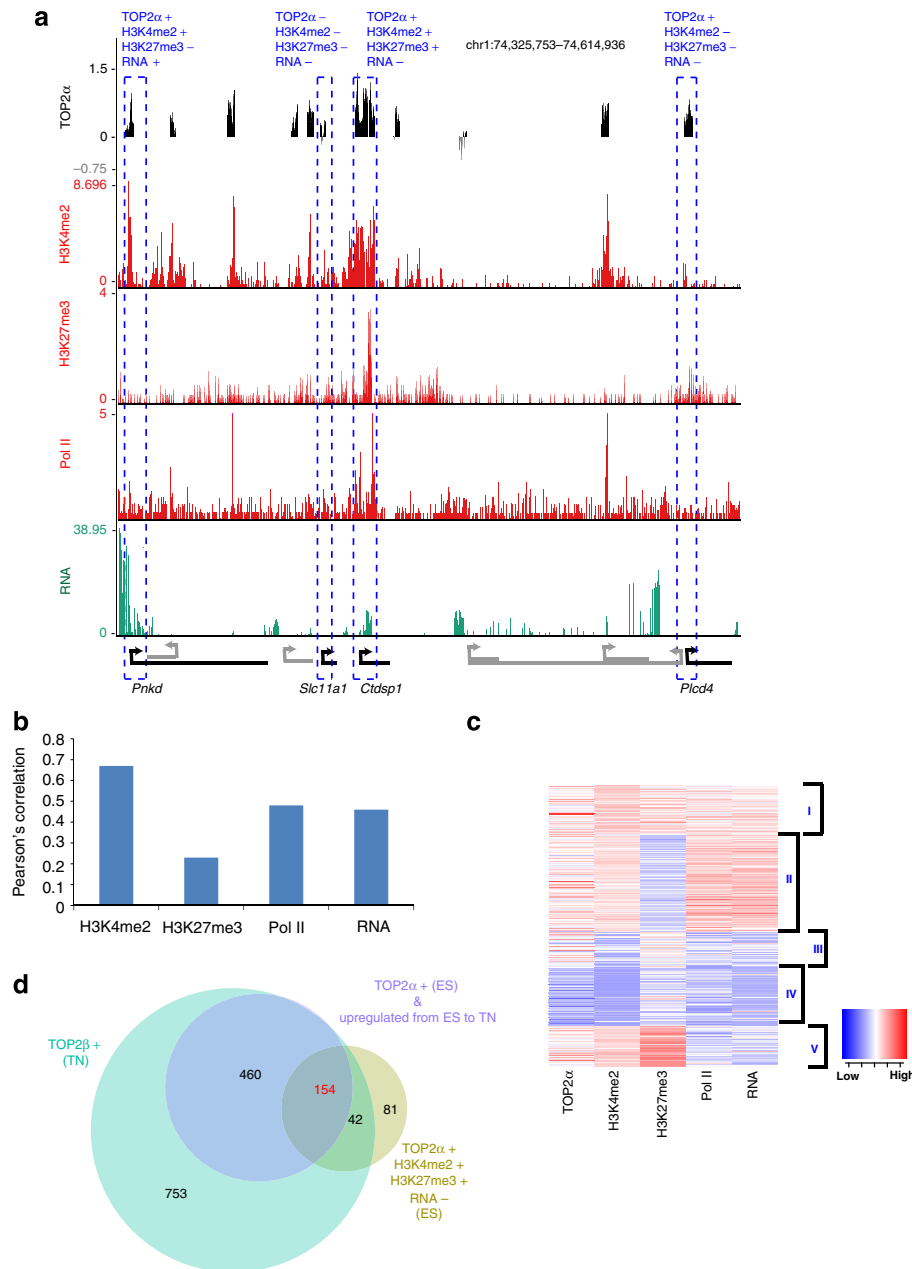 a
TOP2α +
H3K4me2 +
H3K27me3 –
RNA +
TOP2α –
H3K4me2 –
H3K27me3 –
RNA –
TOP2α +
H3K4me2 +
H3K27me3 +
RNA –
chr1:74,325,753–74,614,936
TOP2α +
H3K4me2 –
H3K27me3 –
RNA –
1.5
TOP2α
0
–0.75
8.696
H3K4me2
0
4
H3K27me3
0
5
Pol II
0
38.95
RNA
0
Pnkd
Slc11a1
Ctdsp1
Plcd4
b
Pearson's correlation
0.8
0.7
0.6
0.5
0.4
0.3
0.2
0.1
0
H3K4me2
H3K27me3
Pol II
RNA
c
I
II
III
IV
V
TOP2α
H3K4me2
H3K27me3
Pol II
RNA
Low
High
d
TOP2β +
(TN)
TOP2α + (ES)
&
upregulated from ES to TN
460
154
42
81
753
TOP2α +
H3K4me2 +
H3K27me3 +
RNA –
(ES)